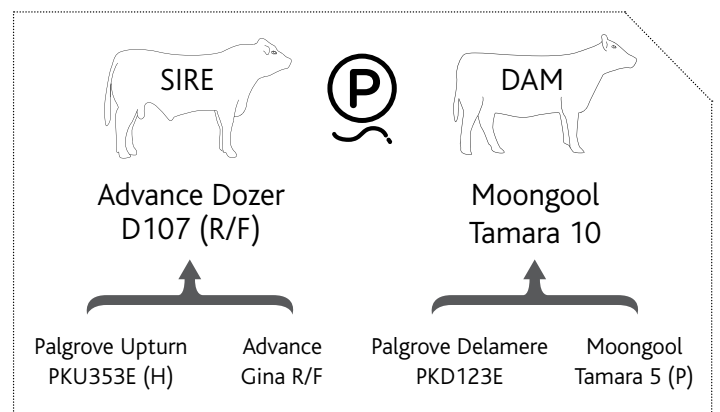 SIRE
P
DAM
Advance Dozer
D107 (R/F)
Moongool
Tamara 10
Palgrove Upturn
PKU353E (H)
Advance
Gina R/F
Palgrove Delamere
PKD123E
Moongool
Tamara 5 (P)